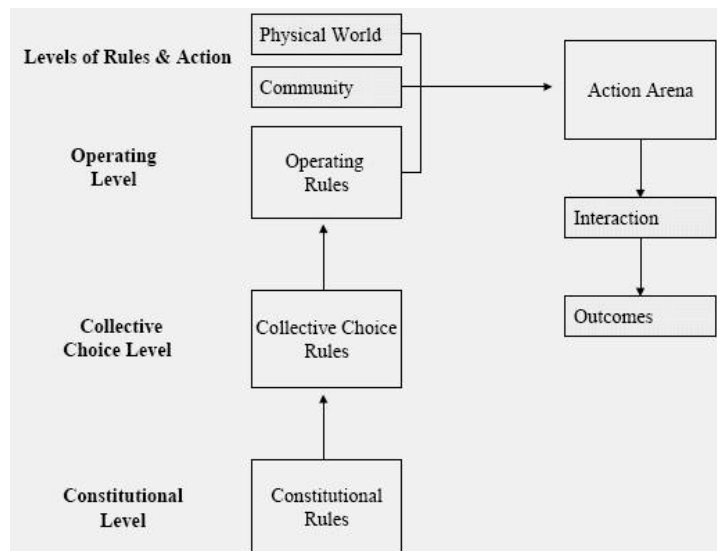 Levels of Rules & Action
Physical World
Community
Action Arena
Operating
Level
Operating
Rules
Interaction
Outcomes
Collective
Choice Level
Collective Choice
Rules
Constitutional
Level
Constitutional
Rules